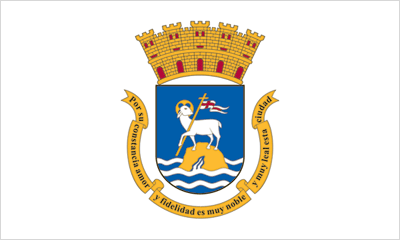 Por su constancia amor
y fidelidad es muy noble
y muy leal esta
ciudad